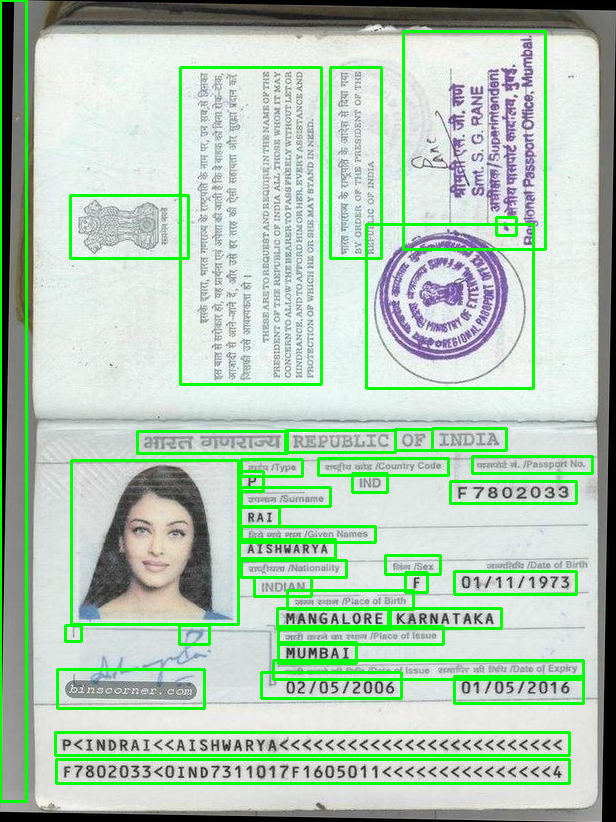 सत्यमेव जयते
इसके द्वारा, भारत गणराज्य के राष्ट्रपति के नाम पर, उन सब से जिनका
इस बात से सरोकार हो, यह प्रार्थना एवं अपेक्षा की जाती है कि वे वाहक को बिना रोक-टोक,
आज़ादी से आने-जाने दें, और उसे हर तरह की ऐसी सहायता और सुरक्षा प्रदान करें
जिसकी उसे आवश्यकता हो।
THESE ARE TO REQUEST AND REQUIRE IN THE NAME OF THE
PRESIDENT OF THE REPUBLIC OF INDIA ALL THOSE WHOM IT MAY
CONCERN TO ALLOW THE BEARER TO PASS FREELY WITHOUT LET OR
HINDRANCE, AND TO AFFORD HIM OR HER, EVERY ASSISTANCE AND
PROTECTION OF WHICH HE OR SHE MAY STAND IN NEED.
भारत गणराज्य के राष्ट्रपति के आदेश से दिया गया
BY ORDER OF THE PRESIDENT OF THE
REPUBLIC OF INDIA
Rane
श्रीमती एस. जी. राणे
Smt. S. G. RANE
अधीक्षक/Superintendent
क्षेत्रीय पासपोर्ट कार्यालय, मुंबई.
Regional Passport Office, Mumbai.
MINISTRY OF EXTERNAL AFFAIRS
REGIONAL PASSPORT
भारत गणराज्य REPUBLIC OF INDIA
टाईप /Type राष्ट्रीय कोड /Country Code पासपोर्ट नं. /Passport No.
P IND F7802033
उपनाम /Surname
RAI
दिये गये नाम /Given Names
AISHWARYA
राष्ट्रीयता /Nationality लिंग /Sex जन्मतिथि /Date of Birth
INDIAN F 01/11/1973
जन्म स्थान /Place of Birth
MANGALORE KARNATAKA
जारी करने का स्थान /Place of Issue
MUMBAI
जारी करने की तिथि /Date of Issue समाप्ति की तिथि /Date of Expiry
02/05/2006 01/05/2016
binscorner.com
P<INDRAI<<AISHWARYA<<<<<<<<<<<<<<<<<<<<<<<<<
F7802033<0IND7311017F1605011<<<<<<<<<<<<<<<4